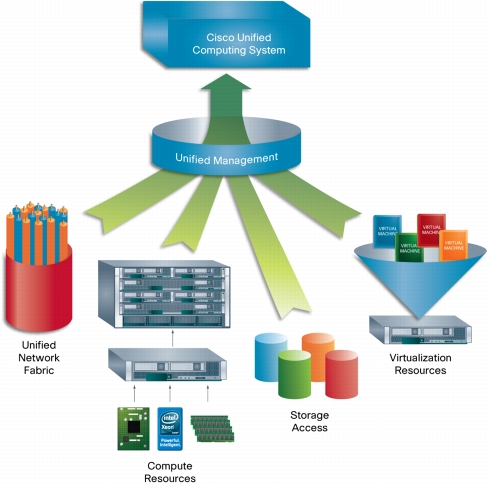 Cisco Unified
Computing System
Unified Management
VIRTUAL
MACHINE
VIRTUAL
MACHINE
VIRTUAL
MACHINE
VIRTUAL
MACHINE
Unified
Network
Fabric
Virtualization
Resources
Storage
Access
intel
Xeon
Powerful.
Intelligent.
Compute
Resources